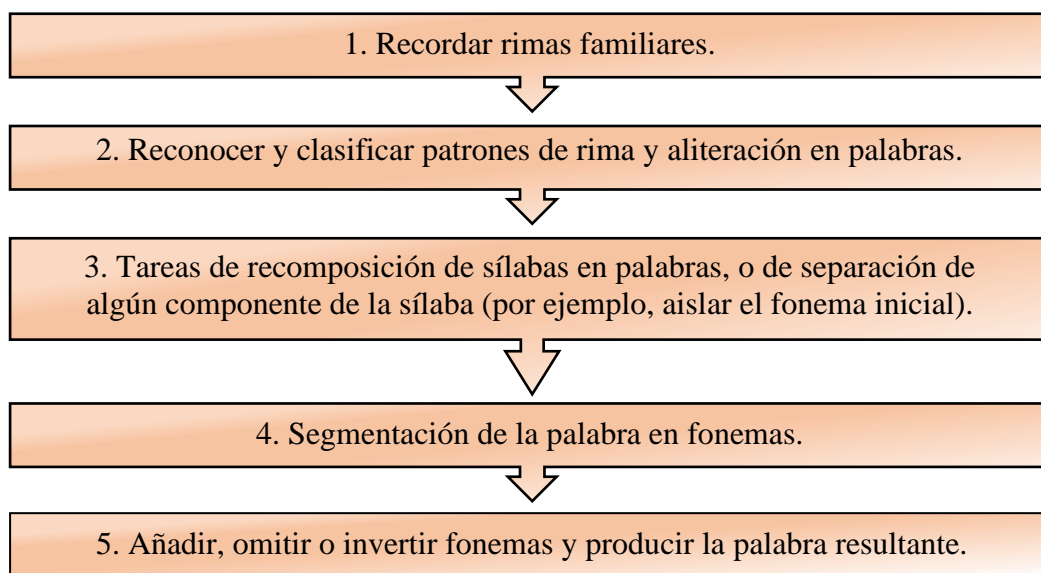 1. Recordar rimas familiares.
2. Reconocer y clasificar patrones de rima y aliteración en palabras.
3. Tareas de recomposición de sílabas en palabras, o de separación de
algún componente de la sílaba (por ejemplo, aislar el fonema inicial).
4. Segmentación de la palabra en fonemas.
5. Añadir, omitir o invertir fonemas y producir la palabra resultante.